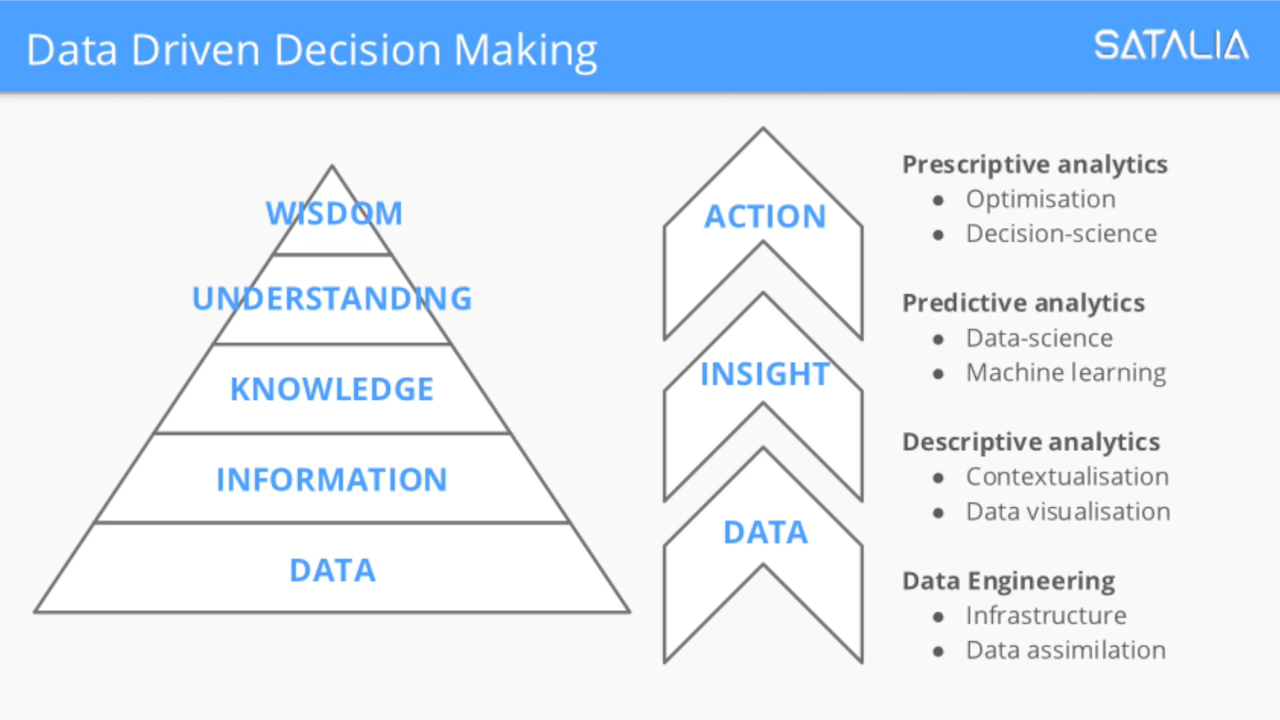 Data Driven Decision Making
SATALIA
WISDOM
UNDERSTANDING
KNOWLEDGE
INFORMATION
DATA
ACTION
INSIGHT
DATA
Prescriptive analytics
● Optimisation
● Decision-science
Predictive analytics
● Data-science
● Machine learning
Descriptive analytics
● Contextualisation
● Data visualisation
Data Engineering
● Infrastructure
● Data assimilation